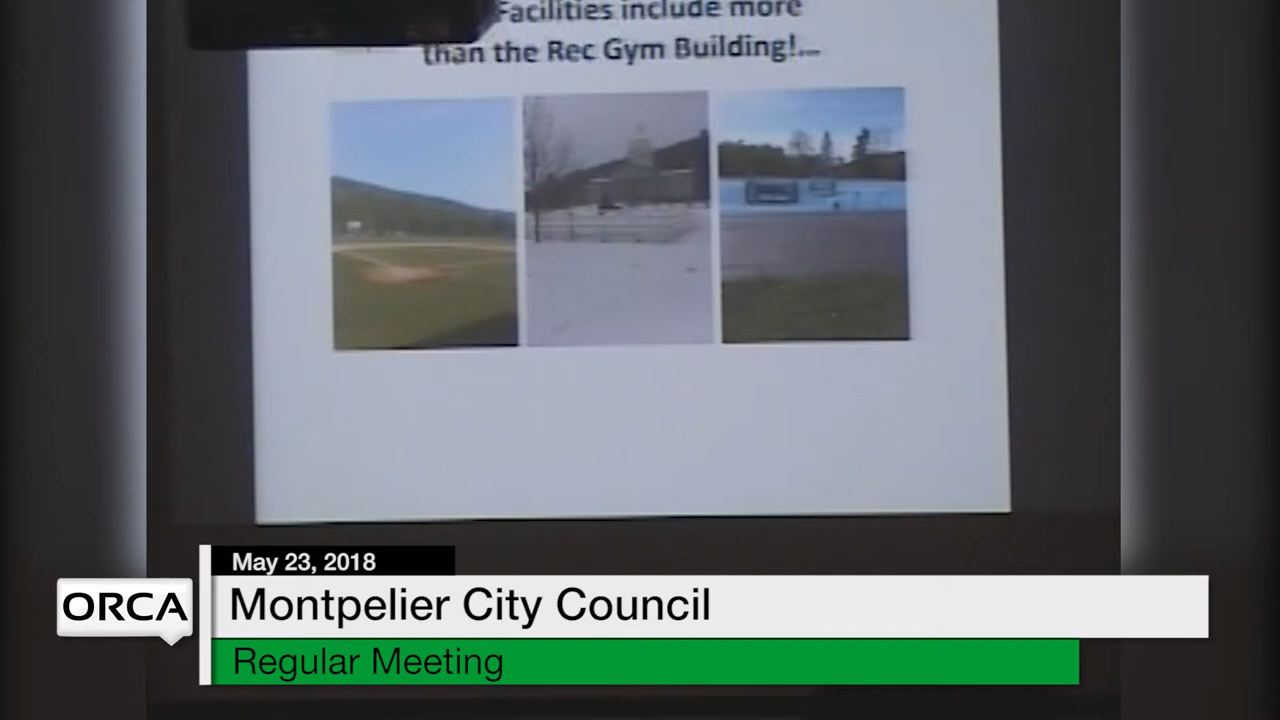 Facilities include more
than the Rec Gym Building!...
May 23, 2018
ORCA
Montpelier City Council
Regular Meeting